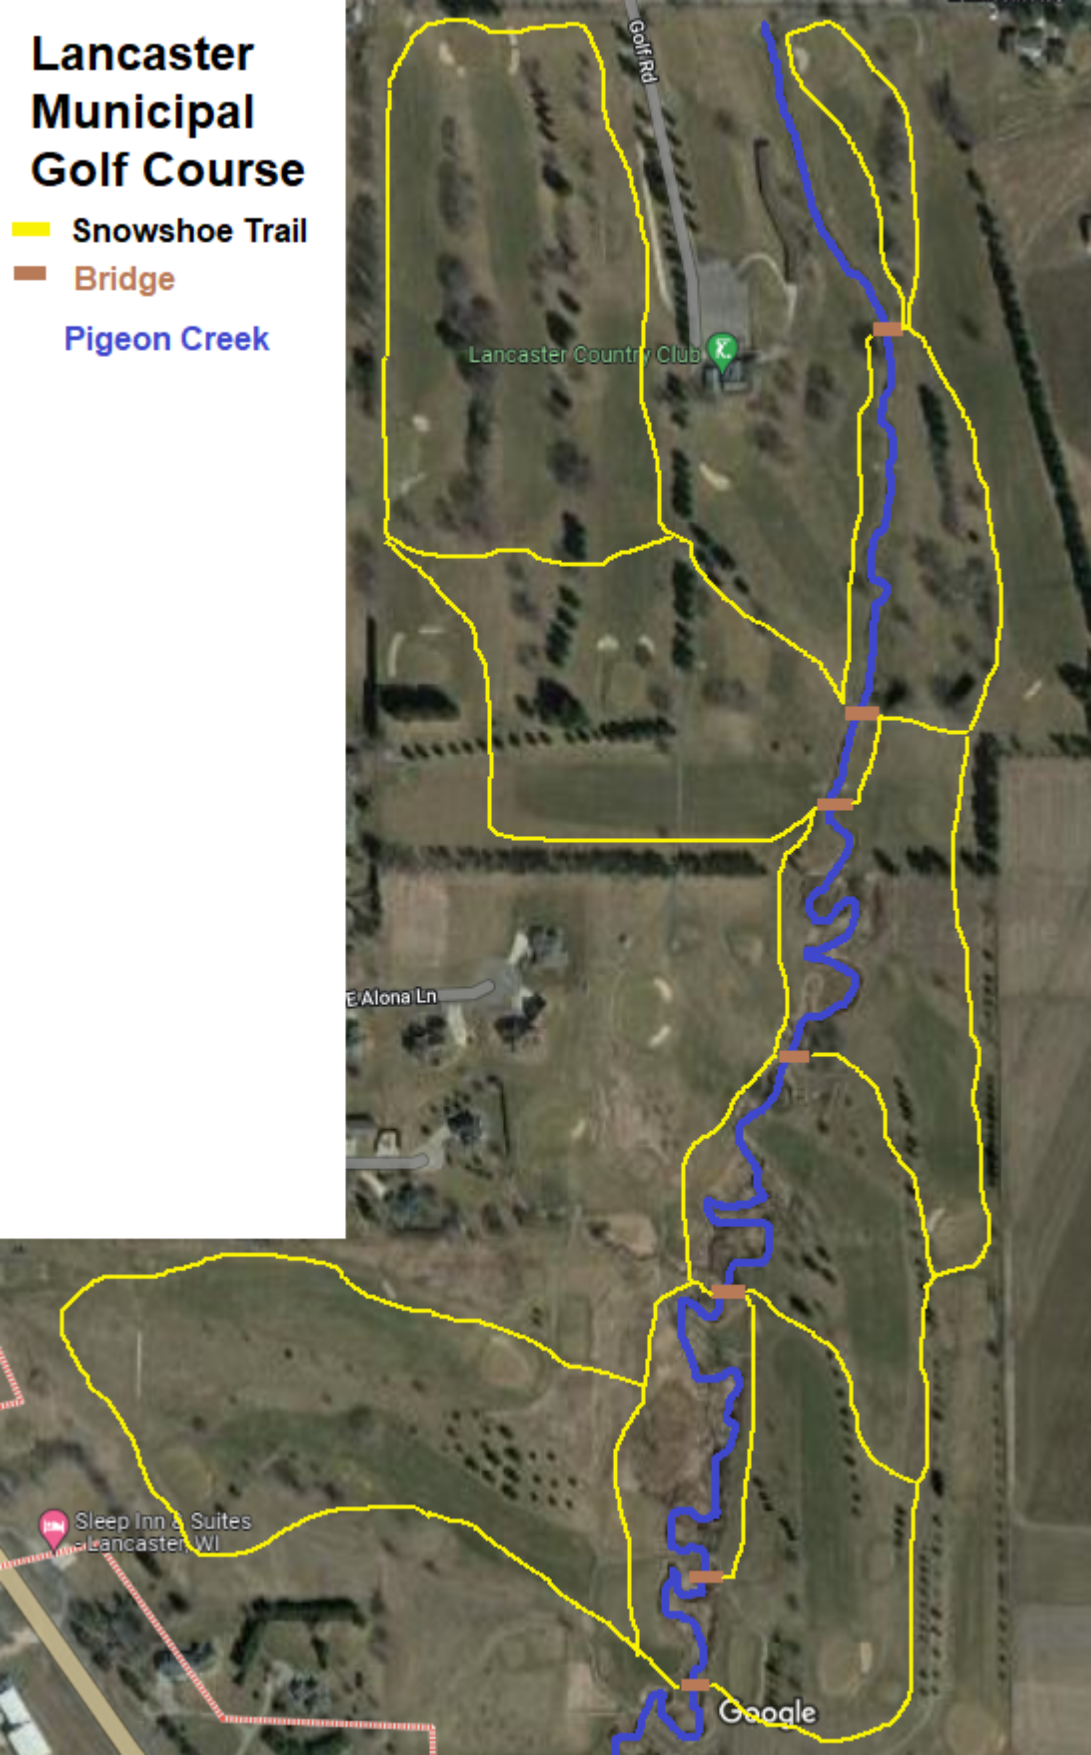 Lancaster
Municipal
Golf Course
Snowshoe Trail
Bridge
Pigeon Creek
Golf Rd
Lancaster Country Club
E Alona Ln
Sleep Inn & Suites
- Lancaster, WI
Google